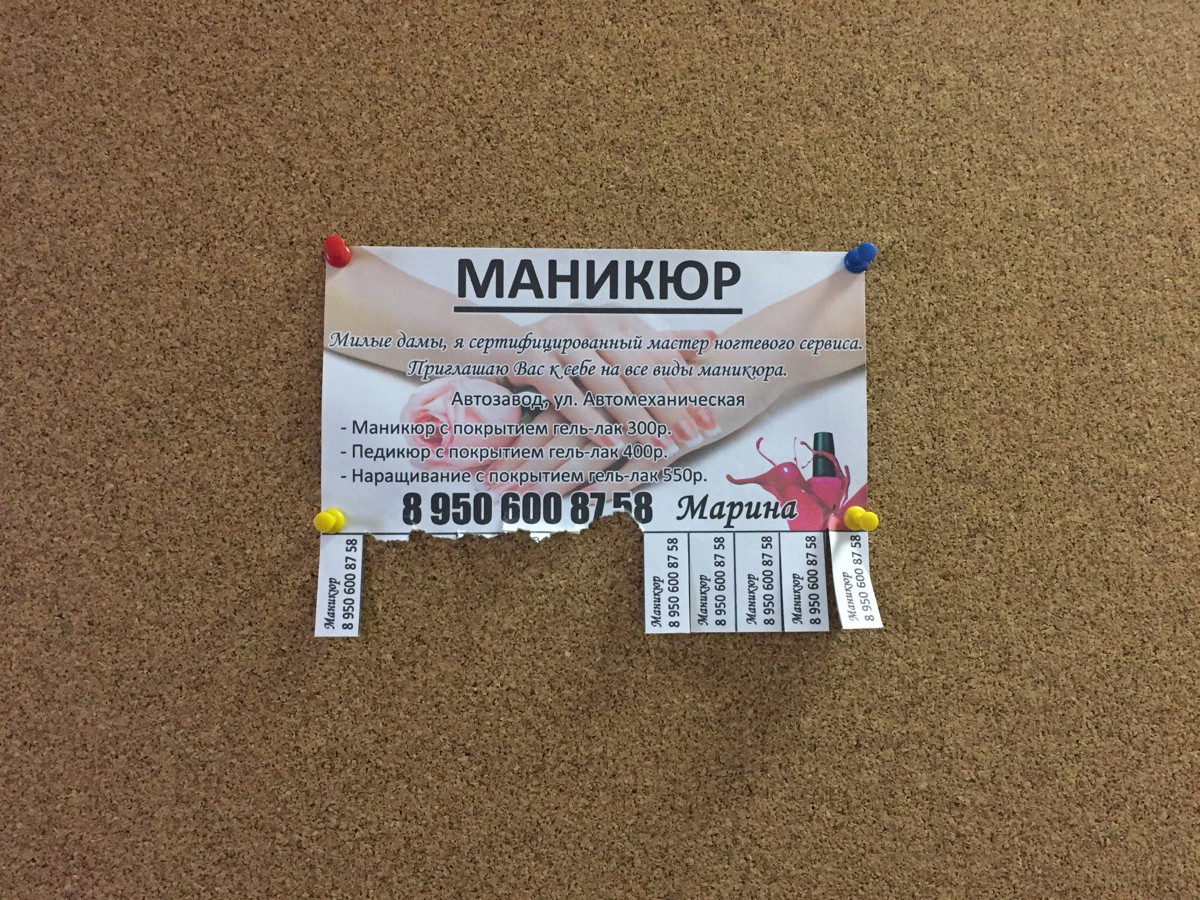 МАНИКЮР
Милые дамы, я сертифицированный мастер ногтевого сервиса.
Приглашаю Вас к себе на все виды маникюра.
Автозавод, ул. Автомеханическая
- Маникюр с покрытием гель-лак 300р.
- Педикюр с покрытием гель-лак 400р.
- Наращивание с покрытием гель-лак 550р.
8 950 600 87 58 Марина
Маникюр
8 950 600 87 58
Маникюр
8 950 600 87 58
Маникюр
8 950 600 87 58
Маникюр
8 950 600 87 58
Маникюр
8 950 600 87 58
Маникюр
8 950 600 87 58